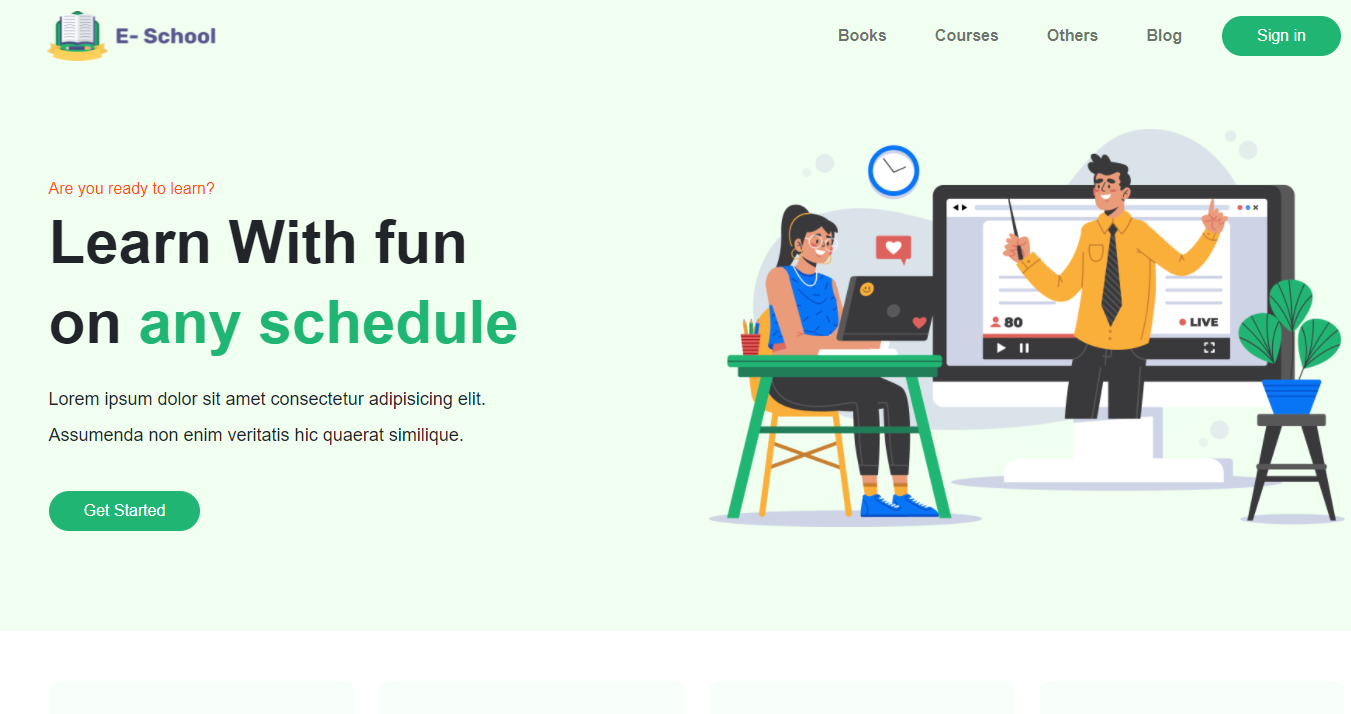 E- School
Books
Courses
Others
Blog
Sign in
Are you ready to learn?
Learn With fun
on any schedule
Lorem ipsum dolor sit amet consectetur adipisicing elit.
Assumenda non enim veritatis hic quaerat similique.
Get Started
80
LIVE